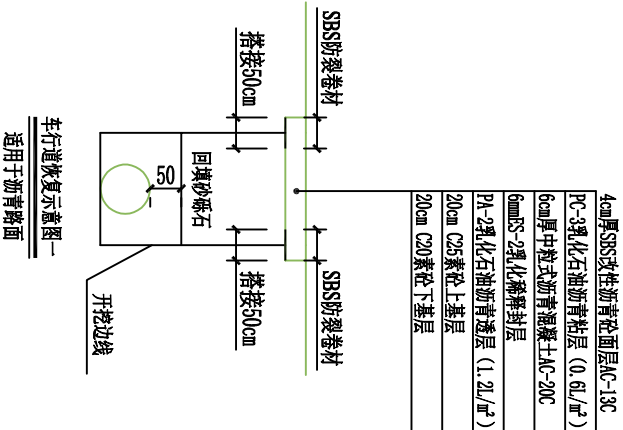 4cm厚SBS改性沥青砼面层AC-13C
PC-3乳化石油沥青粘层（0.6L/㎡）
6cm厚中粒式沥青混凝土AC-20C
6mmES-2乳化稀释封层
PA-2乳化石油沥青透层（1.2L/㎡）
20cm C25素砼上基层
20cm C20素砼下基层
SBS防裂卷材
SBS防裂卷材
搭接50cm
搭接50cm
回填砂砾石
50
开挖边线
车行道恢复示意图一
适用于沥青路面